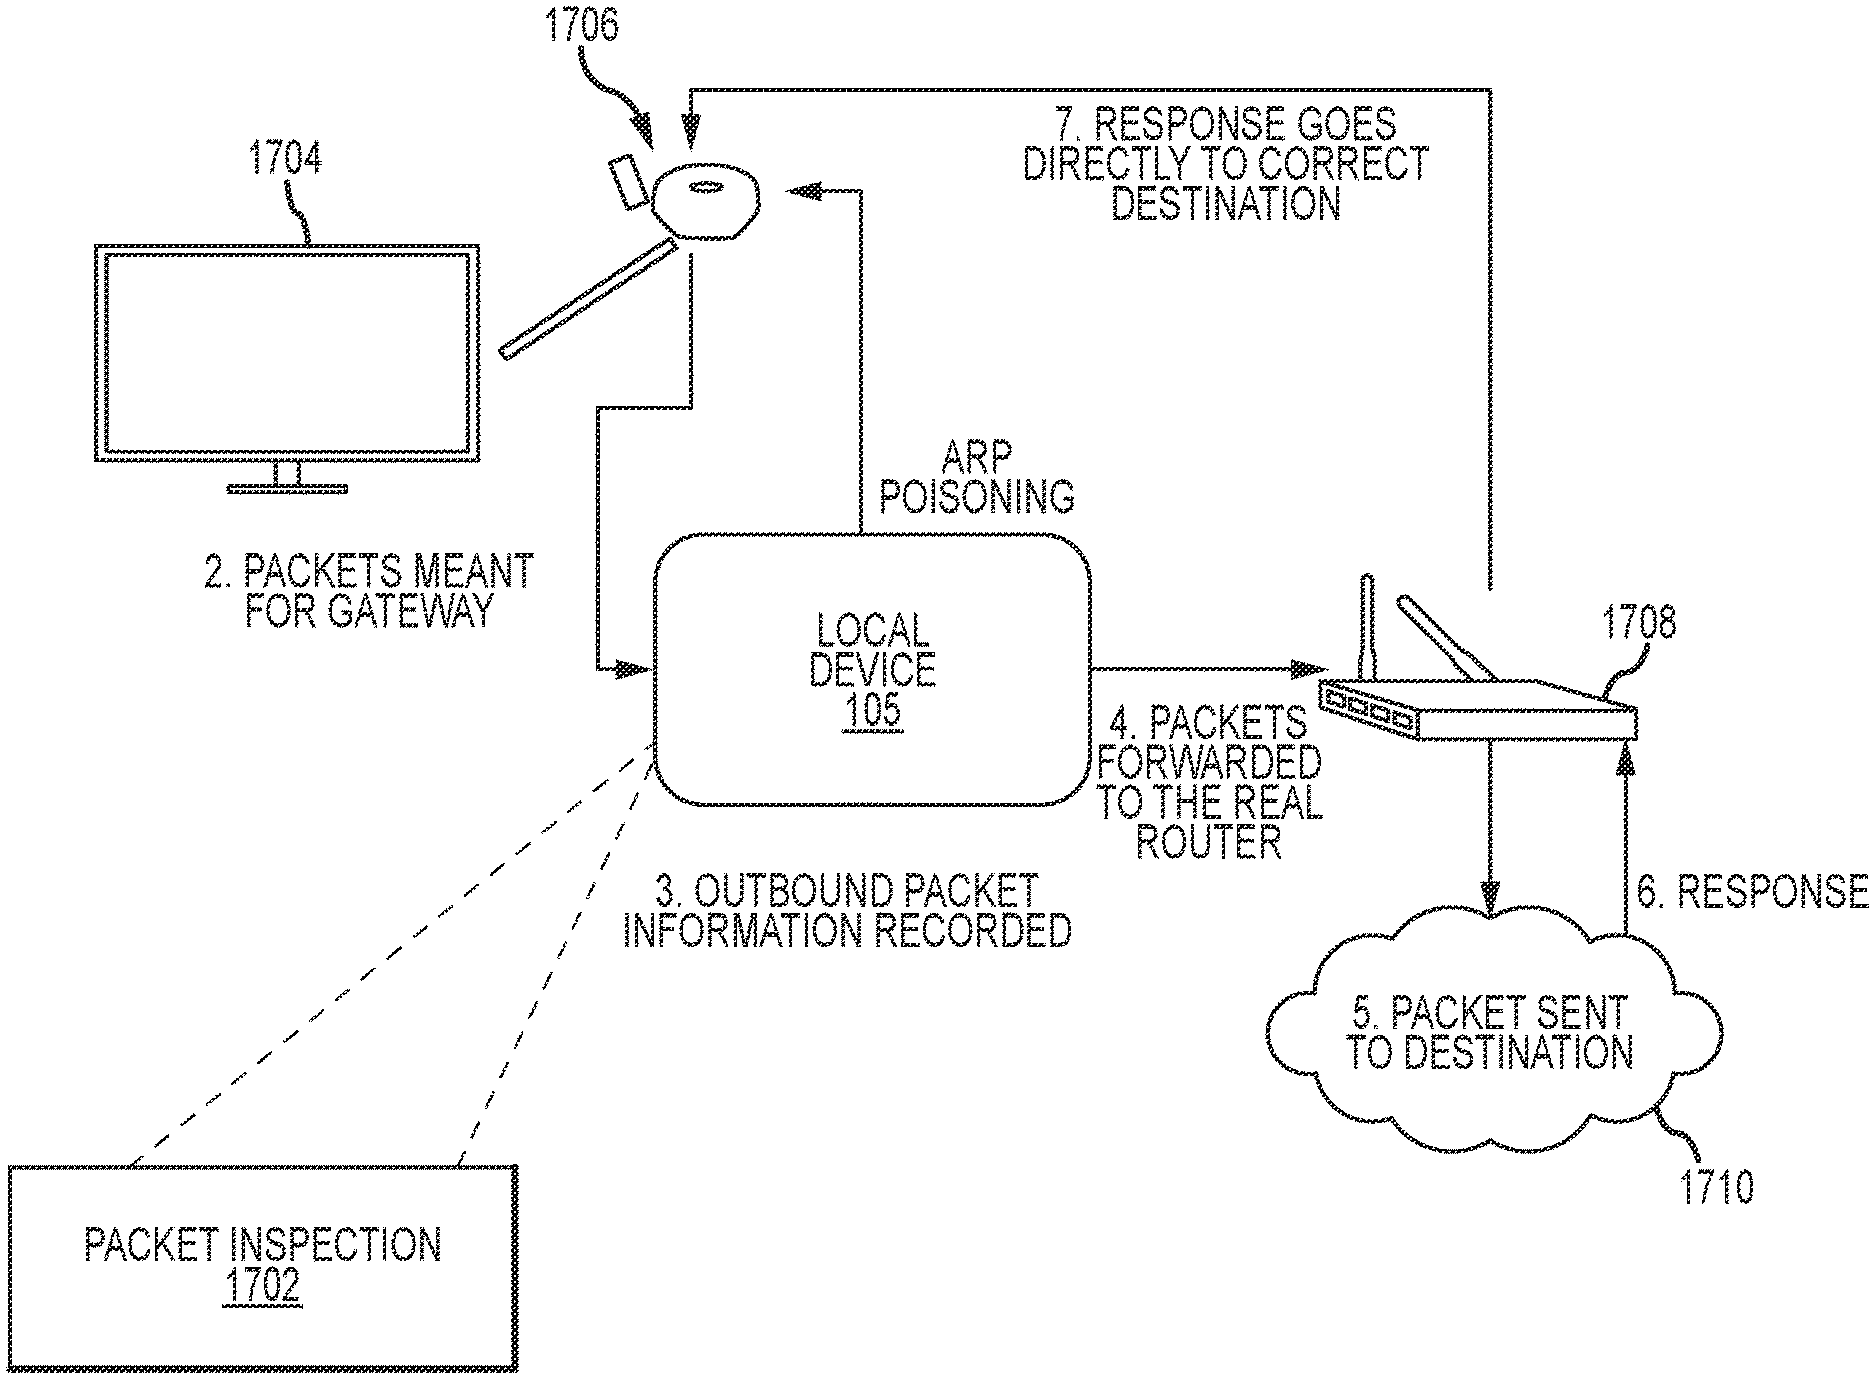 1706
1704
7. RESPONSE GOES
DIRECTLY TO CORRECT
DESTINATION
ARP
POISONING
2. PACKETS MEANT
FOR GATEWAY
LOCAL
DEVICE
105
1708
4. PACKETS
FORWARDED
TO THE REAL
ROUTER
3. OUTBOUND PACKET
INFORMATION RECORDED
6. RESPONSE
5. PACKET SENT
TO DESTINATION
1710
PACKET INSPECTION
1702